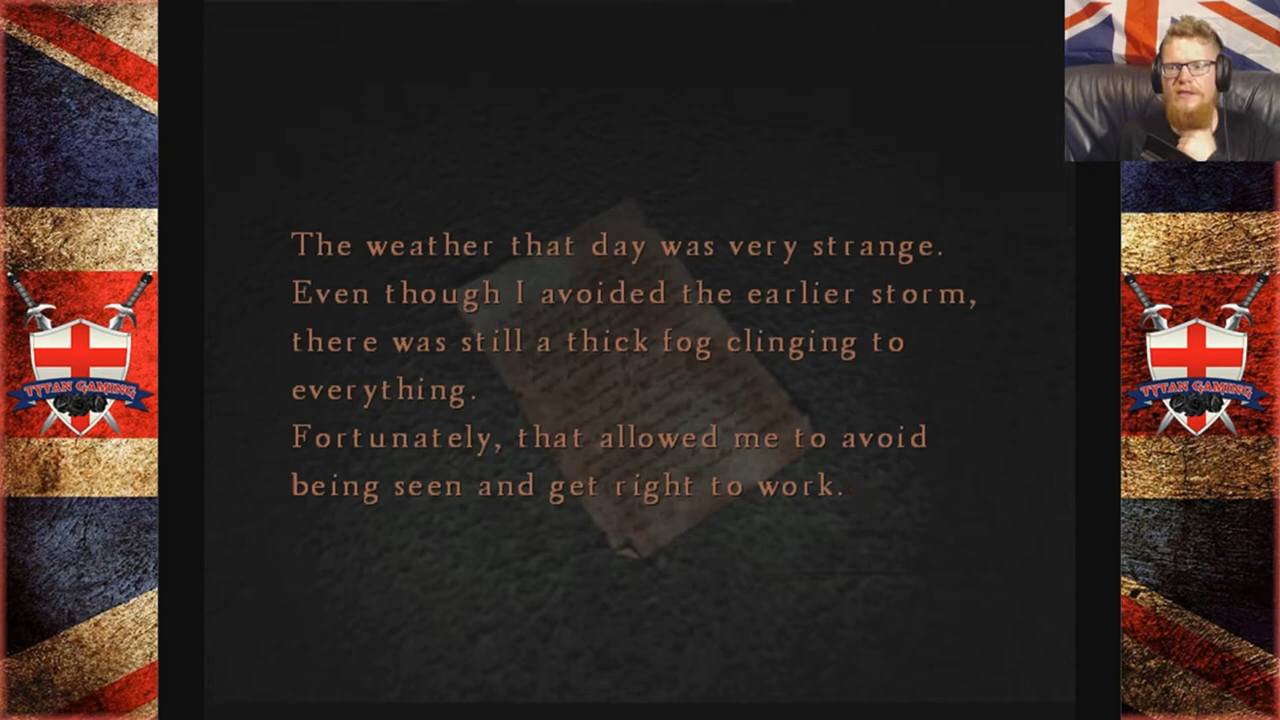 The weather that day was very strange.
Even though I avoided the earlier storm,
there was still a thick fog clinging to
everything.
Fortunately, that allowed me to avoid
being seen and get right to work.
TYTAN GAMING
TYTAN GAMING